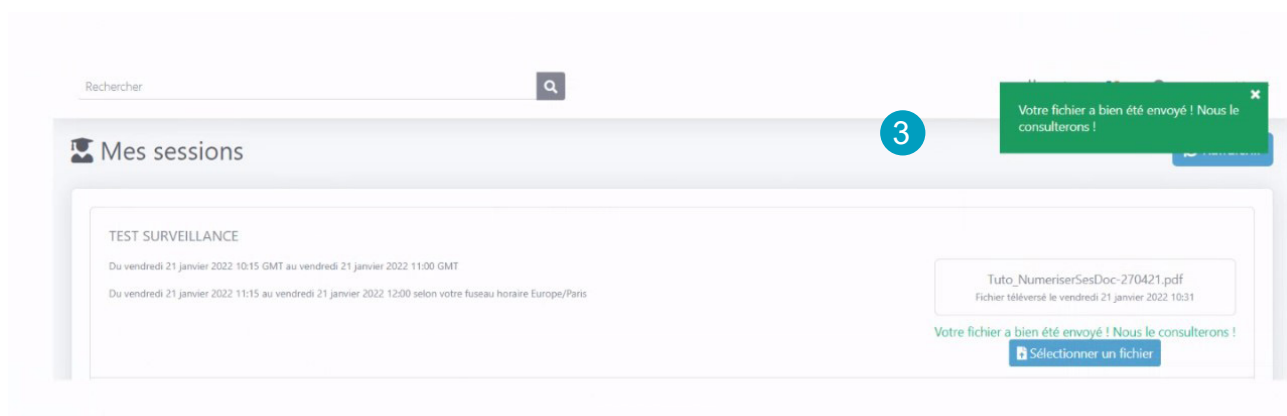 Rechercher
Votre fichier a bien été envoyé ! Nous le
consulterons !
3
Mes sessions
TEST SURVEILLANCE
Du vendredi 21 janvier 2022 10:15 GMT au vendredi 21 janvier 2022 11:00 GMT
Du vendredi 21 janvier 2022 11:15 au vendredi 21 janvier 2022 12:00 selon votre fuseau horaire Europe/Paris
Tuto_NumeriserSesDoc-270421.pdf
Fichier téléversé le vendredi 21 janvier 2022 10:31
Votre fichier a bien été envoyé ! Nous le consulterons !
Sélectionner un fichier